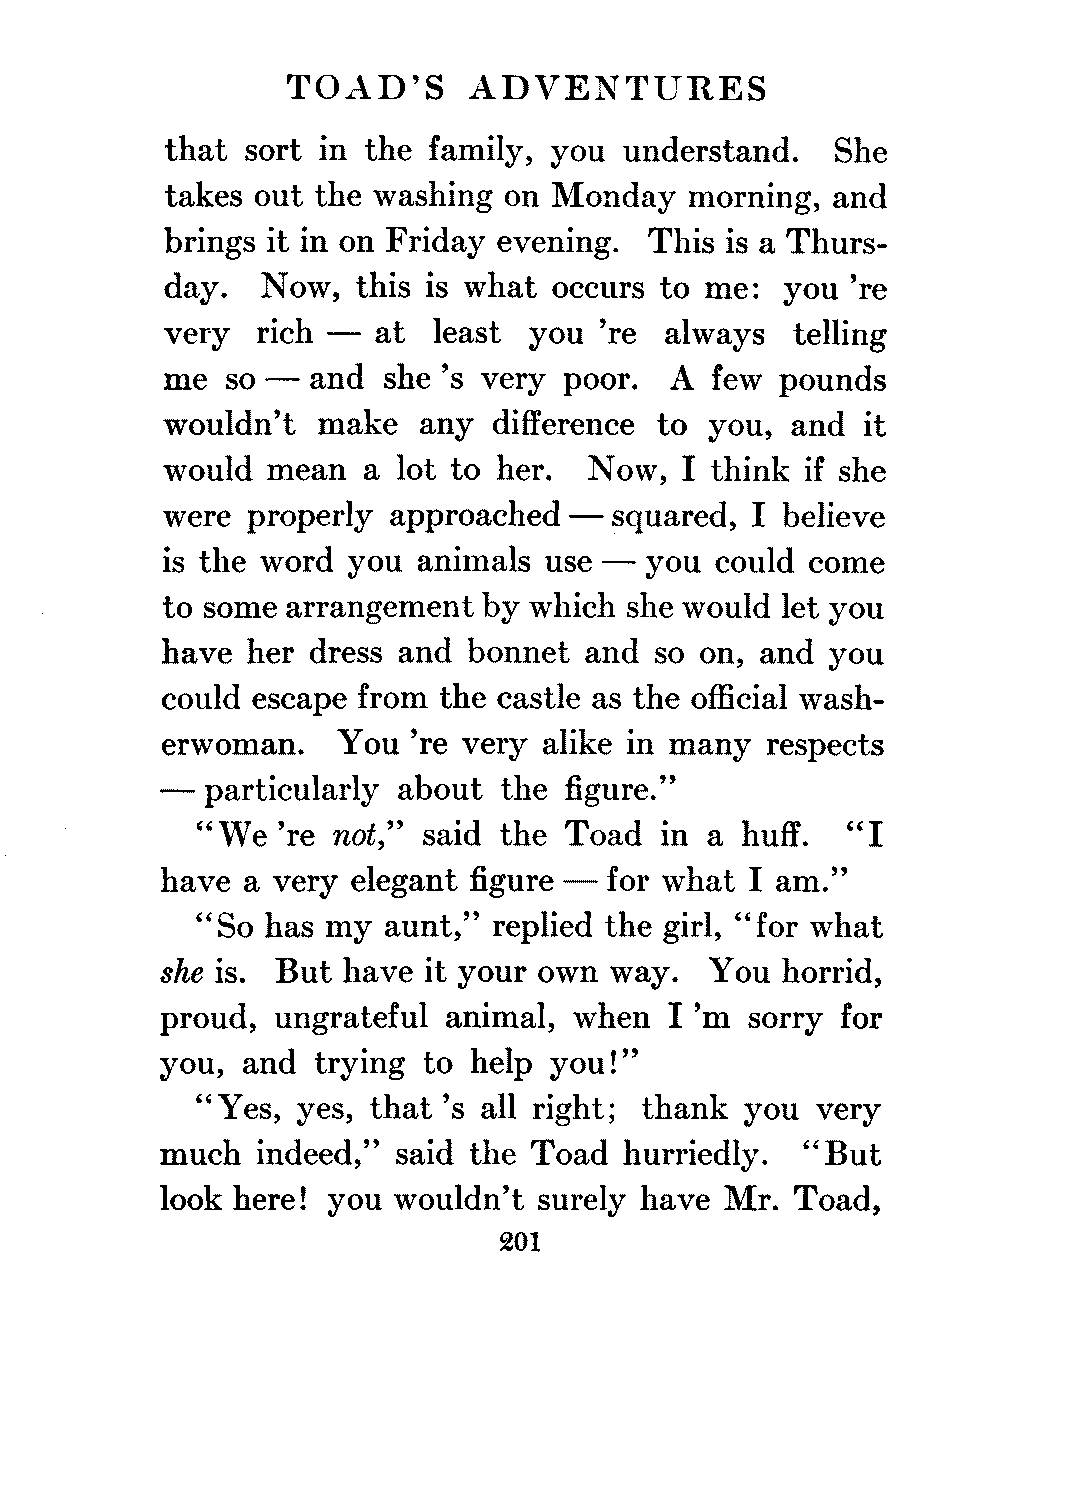 TOAD'S ADVENTURES
that sort in the family, you understand. She
takes out the washing on Monday morning, and
brings it in on Friday evening. This is a Thurs-
day. Now, this is what occurs to me: you 're
very rich — at least you 're always telling
me so — and she 's very poor. A few pounds
wouldn't make any difference to you, and it
would mean a lot to her. Now, I think if she
were properly approached — squared, I believe
is the word you animals use — you could come
to some arrangement by which she would let you
have her dress and bonnet and so on, and you
could escape from the castle as the official wash-
erwoman. You 're very alike in many respects
— particularly about the figure."
"We 're not," said the Toad in a huff. "I
have a very elegant figure — for what I am."
"So has my aunt," replied the girl, "for what
she is. But have it your own way. You horrid,
proud, ungrateful animal, when I 'm sorry for
you, and trying to help you!"
"Yes, yes, that 's all right; thank you very
much indeed," said the Toad hurriedly. "But
look here! you wouldn't surely have Mr. Toad,
201